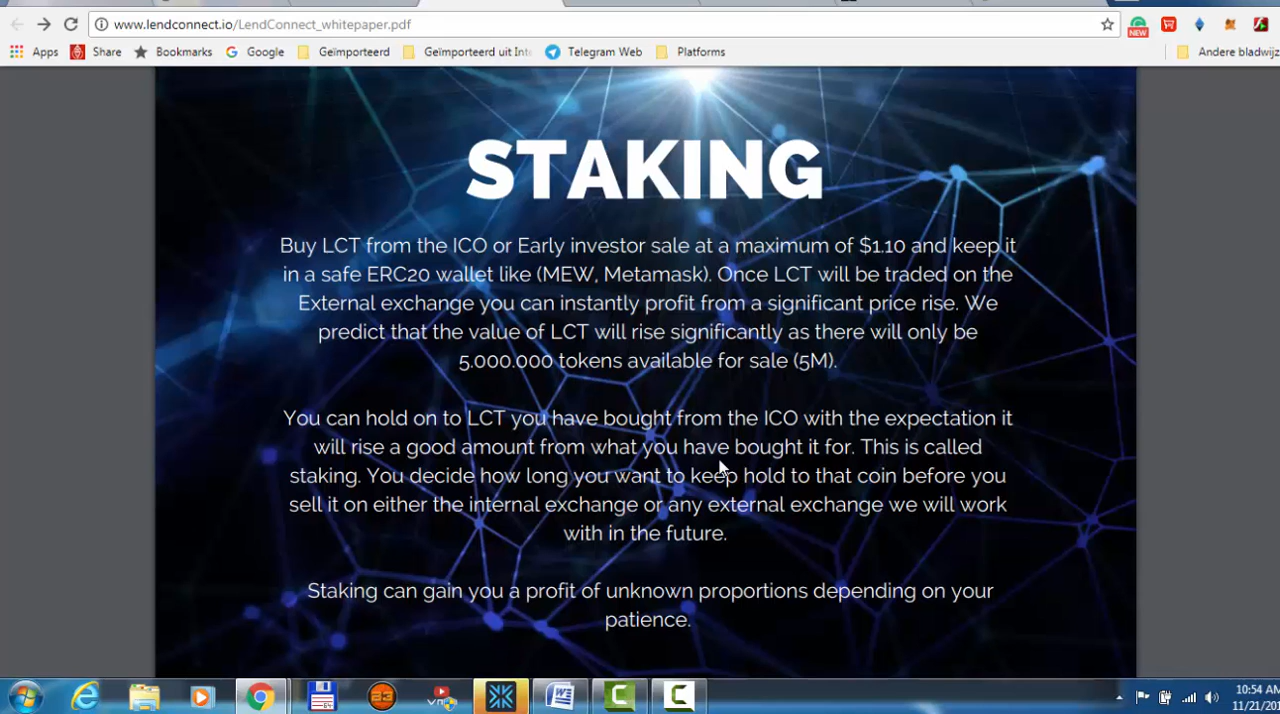 www.lendconnect.io/LendConnect_whitepaper.pdf
NEW
Apps Share Bookmarks Google Geïmporteerd Geïmporteerd uit Inte Telegram Web Platforms Andere bladwijz
STAKING
Buy LCT from the ICO or Early investor sale at a maximum of $1.10 and keep it
in a safe ERC20 wallet like (MEW, Metamask). Once LCT will be traded on the
External exchange you can instantly profit from a significant price rise. We
predict that the value of LCT will rise significantly as there will only be
5.000.000 tokens available for sale (5M).
You can hold on to LCT you have bought from the ICO with the expectation it
will rise a good amount from what you have bought it for. This is called
staking. You decide how long you want to keep hold to that coin before you
sell it on either the internal exchange or any external exchange we will work
with in the future.
Staking can gain you a profit of unknown proportions depending on your
patience.
10:54 AM
11/21/201